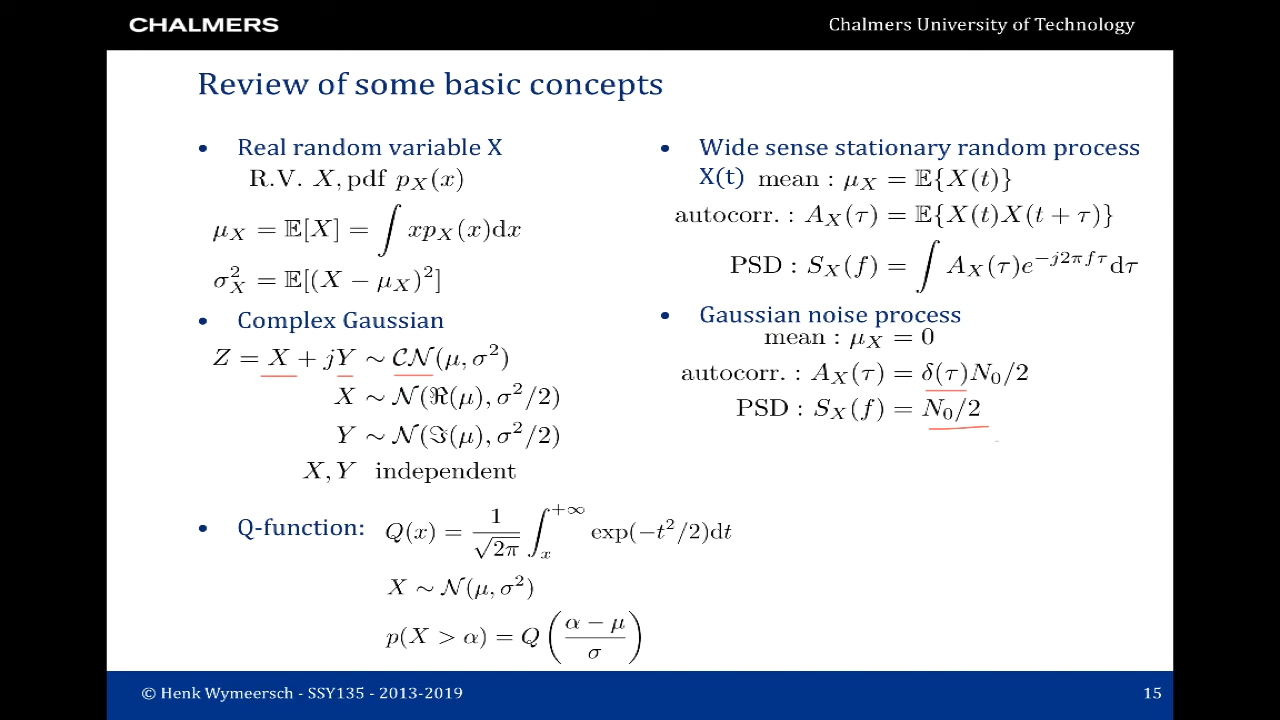 CHALMERS
Chalmers University of Technology
Review of some basic concepts
• Real random variable X
R.V. X, pdf p_X(x)
μ_X = 𝔼[X] = ∫ xp_X(x)dx
σ_X^2 = 𝔼[(X − μ_X)^2]
• Complex Gaussian
Z = X + jY ∼ 𝒞𝒩(μ, σ^2)
X ∼ 𝒩(ℜ(μ), σ^2/2)
Y ∼ 𝒩(ℑ(μ), σ^2/2)
X, Y independent
• Q-function: Q(x) = 1/√(2π) ∫_x^{+∞} exp(−t^2/2)dt
X ∼ 𝒩(μ, σ^2)
p(X > α) = Q((α − μ)/σ)
• Wide sense stationary random process
X(t) mean : μ_X = 𝔼{X(t)}
autocorr. : A_X(τ) = 𝔼{X(t)X(t + τ)}
PSD : S_X(f) = ∫ A_X(τ)e^{−j2πfτ}dτ
• Gaussian noise process
mean : μ_X = 0
autocorr. : A_X(τ) = δ(τ)N_0/2
PSD : S_X(f) = N_0/2
© Henk Wymeersch - SSY135 - 2013-2019
15